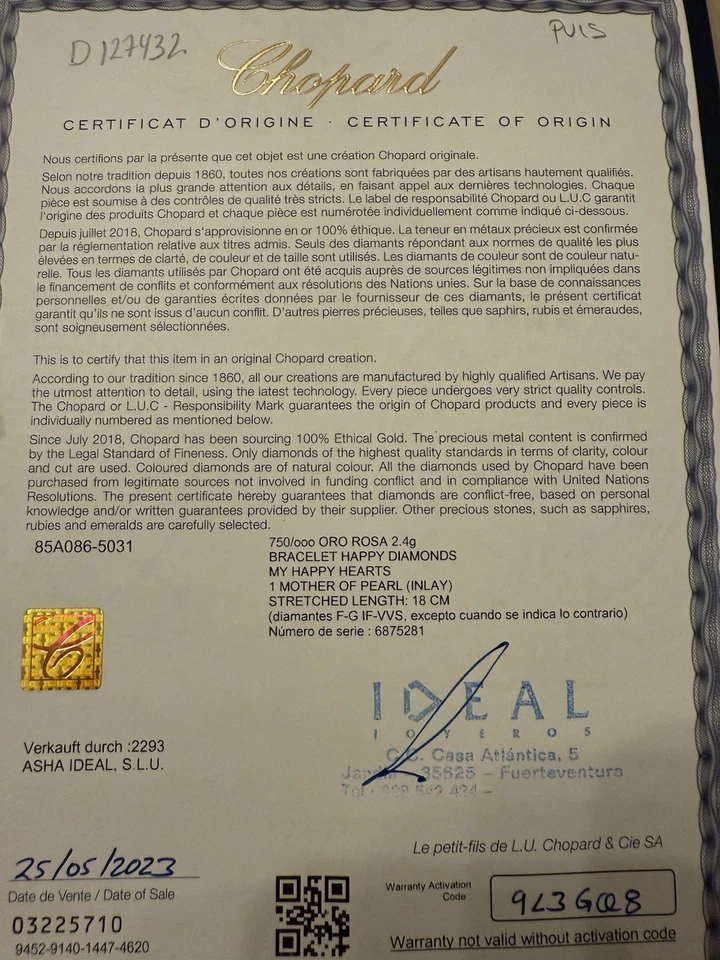 D127432
PULS
Chopard
CERTIFICAT D'ORIGINE · CERTIFICATE OF ORIGIN
Nous certifions par la présente que cet objet est une création Chopard originale.
Selon notre tradition depuis 1860, toutes nos créations sont fabriquées par des artisans hautement qualifiés.
Nous accordons la plus grande attention aux détails, en faisant appel aux dernières technologies. Chaque
pièce est soumise à des contrôles de qualité très stricts. Le label de responsabilité Chopard ou L.U.C garantit
l'origine des produits Chopard et chaque pièce est numérotée individuellement comme indiqué ci-dessous.
Depuis juillet 2018, Chopard s'approvisionne en or 100% éthique. La teneur en métaux précieux est confirmée
par la réglementation relative aux titres admis. Seuls des diamants répondant aux normes de qualité les plus
élevées en termes de clarté, de couleur et de taille sont utilisés. Les diamants de couleur sont de couleur natu-
relle. Tous les diamants utilisés par Chopard ont été acquis auprès de sources légitimes non impliquées dans
le financement de conflits et conformément aux résolutions des Nations unies. Sur la base de connaissances
personnelles et/ou de garanties écrites données par le fournisseur de ces diamants, le présent certificat
garantit qu'ils ne sont issus d'aucun conflit. D'autres pierres précieuses, telles que saphirs, rubis et émeraudes,
sont soigneusement sélectionnées.
This is to certify that this item in an original Chopard creation.
According to our tradition since 1860, all our creations are manufactured by highly qualified Artisans. We pay
the utmost attention to detail, using the latest technology. Every piece undergoes very strict quality controls.
The Chopard or L.U.C - Responsibility Mark guarantees the origin of Chopard products and every piece is
individually numbered as mentioned below.
Since July 2018, Chopard has been sourcing 100% Ethical Gold. The precious metal content is confirmed
by the Legal Standard of Fineness. Only diamonds of the highest quality standards in terms of clarity, colour
and cut are used. Coloured diamonds are of natural colour. All the diamonds used by Chopard have been
purchased from legitimate sources not involved in funding conflict and in compliance with United Nations
Resolutions. The present certificate hereby guarantees that diamonds are conflict-free, based on personal
knowledge and/or written guarantees provided by their supplier. Other precious stones, such as sapphires,
rubies and emeralds are carefully selected.
85A086-5031
750/ooo ORO ROSA 2.4g
BRACELET HAPPY DIAMONDS
MY HAPPY HEARTS
1 MOTHER OF PEARL (INLAY)
STRETCHED LENGTH: 18 CM
(diamantes F-G IF-VVS, excepto cuando se indica lo contrario)
Número de serie : 6875281
IDEAL
JOYEROS
C.C. Casa Atlántica, 5
35625 – Fuerteventura
Verkauft durch :2293
ASHA IDEAL, S.L.U.
Le petit-fils de L.U. Chopard & Cie SA
25/05/2023
Date de Vente / Date of Sale
03225710
9452-9140-1447-4620
Warranty Activation
Code :
9L3GQ8
Warranty not valid without activation code